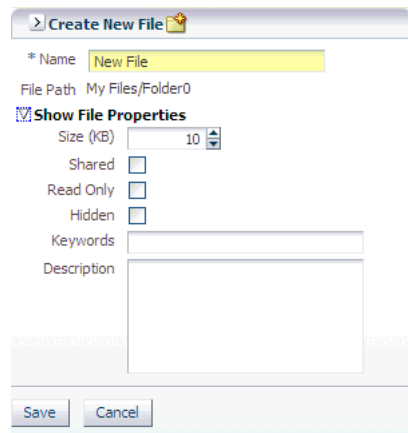 Create New File
* Name New File
File Path My Files/Folder0
Show File Properties
Size (KB) 10
Shared
Read Only
Hidden
Keywords
Description
Save Cancel